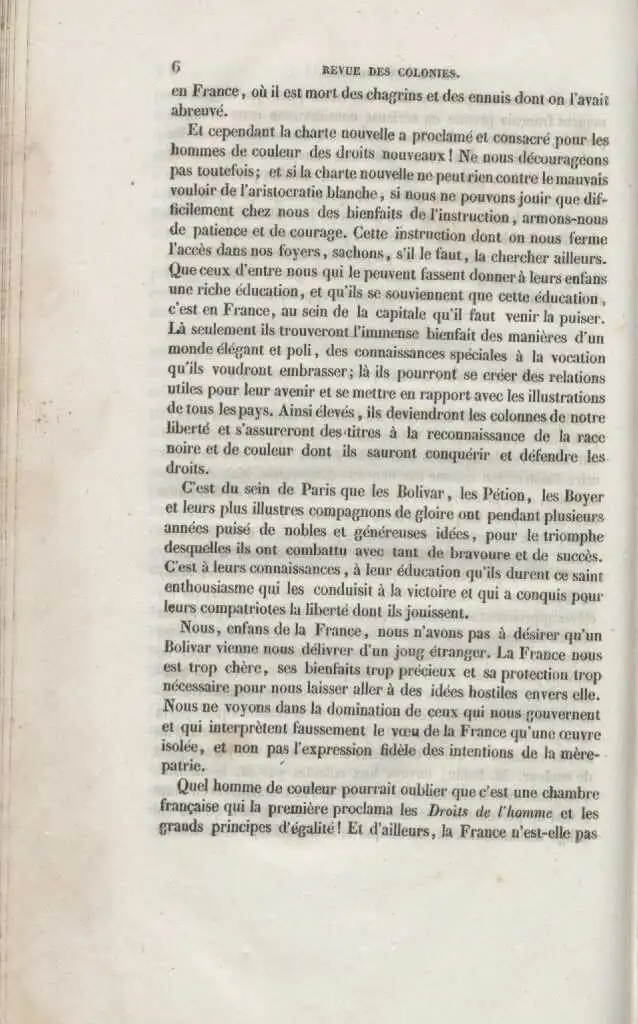 6
REVUE DES COLONIES.
en France, où il est mort des chagrins et des ennuis dont on l'avait
abreuvé.
Et cependant la charte nouvelle a proclamé et consacré pour les
hommes de couleur des droits nouveaux! Ne nous décourageons
pas toutefois; et si la charte nouvelle ne peut rien contre le mauvais
vouloir de l'aristocratie blanche, si nous ne pouvons jouir que dif-
ficilement chez nous des bienfaits de l'instruction, armons-nous
de patience et de courage. Cette instruction dont on nous ferme
l'accès dans nos foyers, sachons, s'il le faut, la chercher ailleurs.
Que ceux d'entre nous qui le peuvent fassent donner à leurs enfans
une riche éducation, et qu'ils se souviennent que cette éducation,
c'est en France, au sein de la capitale qu'il faut venir la puiser.
Là seulement ils trouveront l'immense bienfait des manières d'un
monde élégant et poli, des connaissances spéciales à la vocation
qu'ils voudront embrasser; là ils pourront se créer des relations
utiles pour leur avenir et se mettre en rapport avec les illustrations
de tous les pays. Ainsi élevés, ils deviendront les colonnes de notre
liberté et s'assureront des titres à la reconnaissance de la race
noire et de couleur dont ils sauront conquérir et défendre les
droits.
C'est du sein de Paris que les Bolivar, les Pétion, les Boyer
et leurs plus illustres compagnons de gloire ont pendant plusieurs
années puisé de nobles et généreuses idées, pour le triomphe
desquelles ils ont combattu avec tant de bravoure et de succès.
C'est à leurs connaissances, à leur éducation qu'ils durent ce saint
enthousiasme qui les conduisit à la victoire et qui a conquis pour
leurs compatriotes la liberté dont ils jouissent.
Nous, enfans de la France, nous n'avons pas à désirer qu'un
Bolivar vienne nous délivrer d'un joug étranger. La France nous
est trop chère, ses bienfaits trop précieux et sa protection trop
nécessaire pour nous laisser aller à des idées hostiles envers elle.
Nous ne voyons dans la domination de ceux qui nous gouvernent
et qui interprètent faussement le vœu de la France qu'une œuvre
isolée, et non pas l'expression fidèle des intentions de la mère-
patrie.
Quel homme de couleur pourrait oublier que c'est une chambre
française qui la première proclama les Droits de l'homme et les
grands principes d'égalité! Et d'ailleurs, la France n'est-elle pas